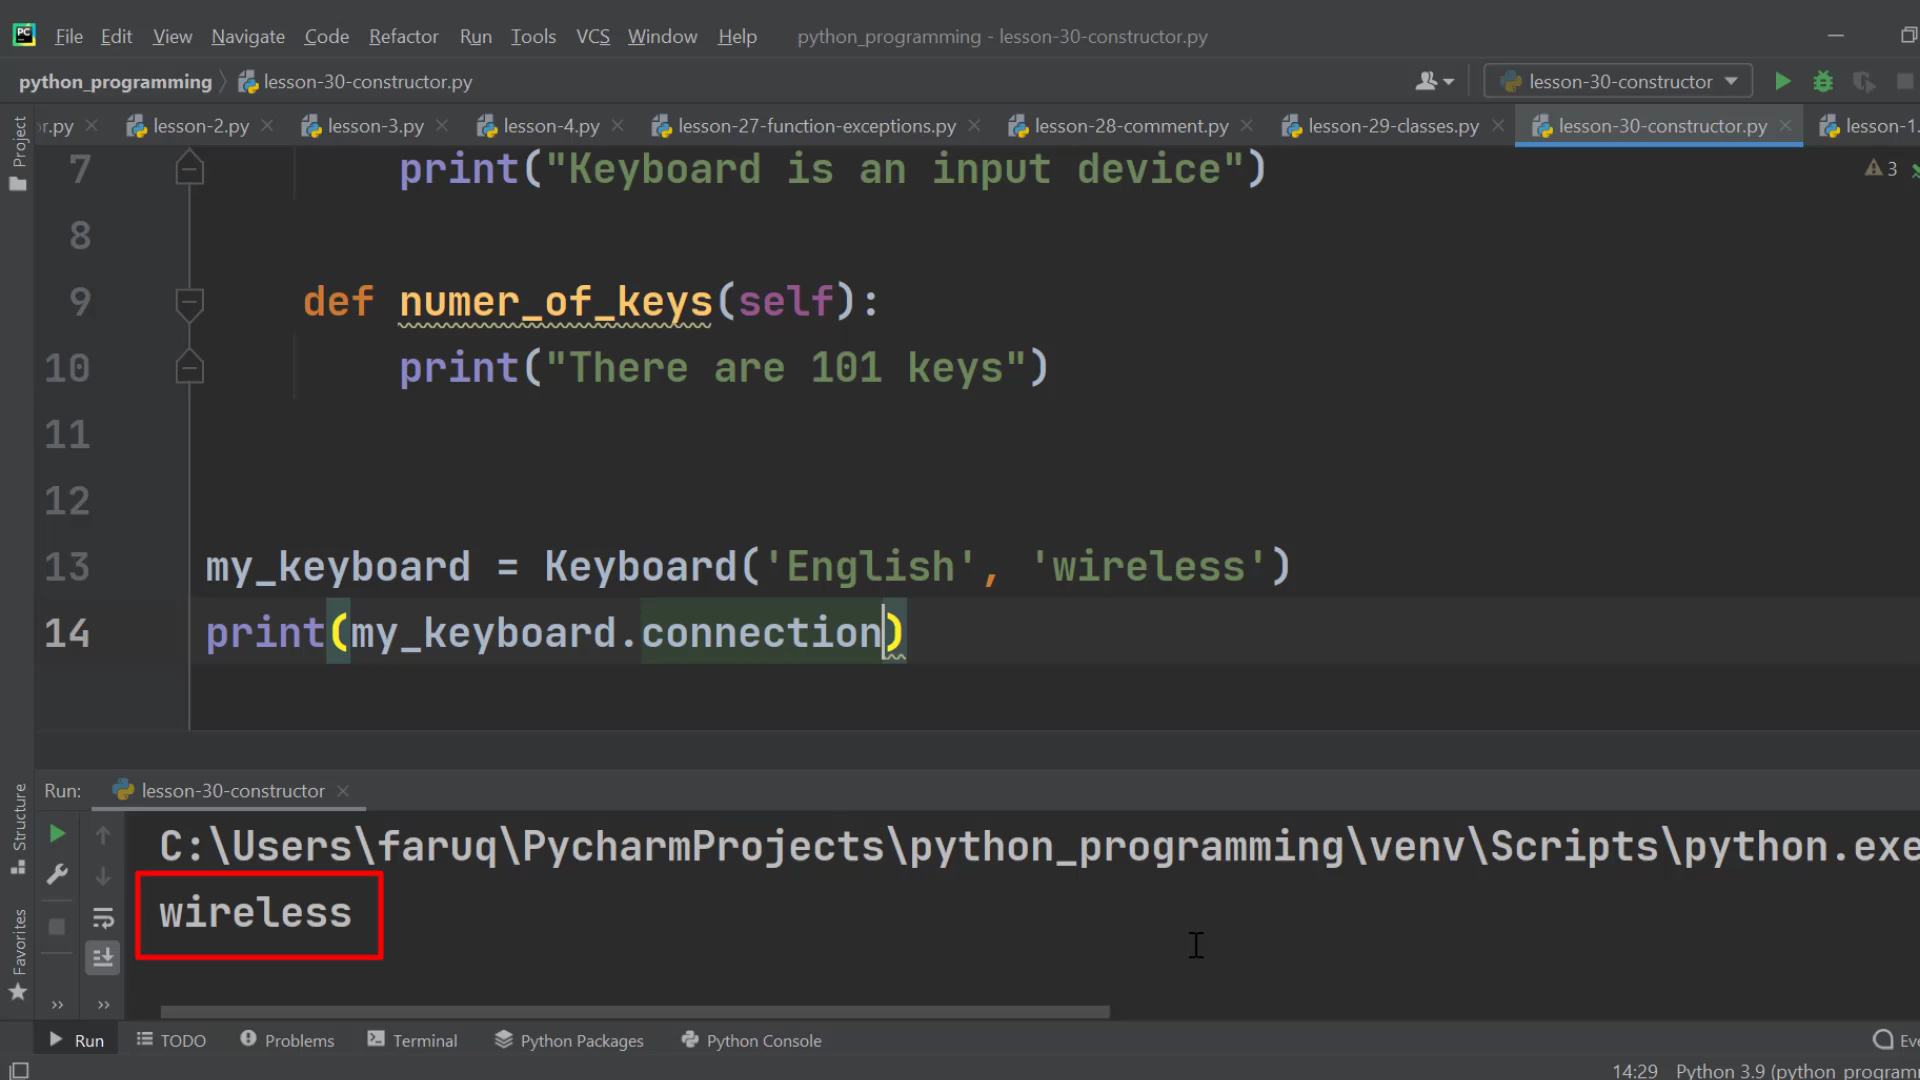 PC File Edit View Navigate Code Refactor Run Tools VCS Window Help python_programming - lesson-30-constructor.py
python_programming lesson-30-constructor.py lesson-30-constructor
r.py lesson-2.py lesson-3.py lesson-4.py lesson-27-function-exceptions.py lesson-28-comment.py lesson-29-classes.py lesson-30-constructor.py lesson-1.
Project
3
7 print("Keyboard is an input device")
8
9 def numer_of_keys(self):
10 print("There are 101 keys")
11
12
13 my_keyboard = Keyboard('English', 'wireless')
14 print(my_keyboard.connection)
Structure
Favorites
Run: lesson-30-constructor
C:\Users\faruq\PycharmProjects\python_programming\venv\Scripts\python.exe
wireless
Run TODO Problems Terminal Python Packages Python Console Eve
14:29 Python 3.9 (python_programm